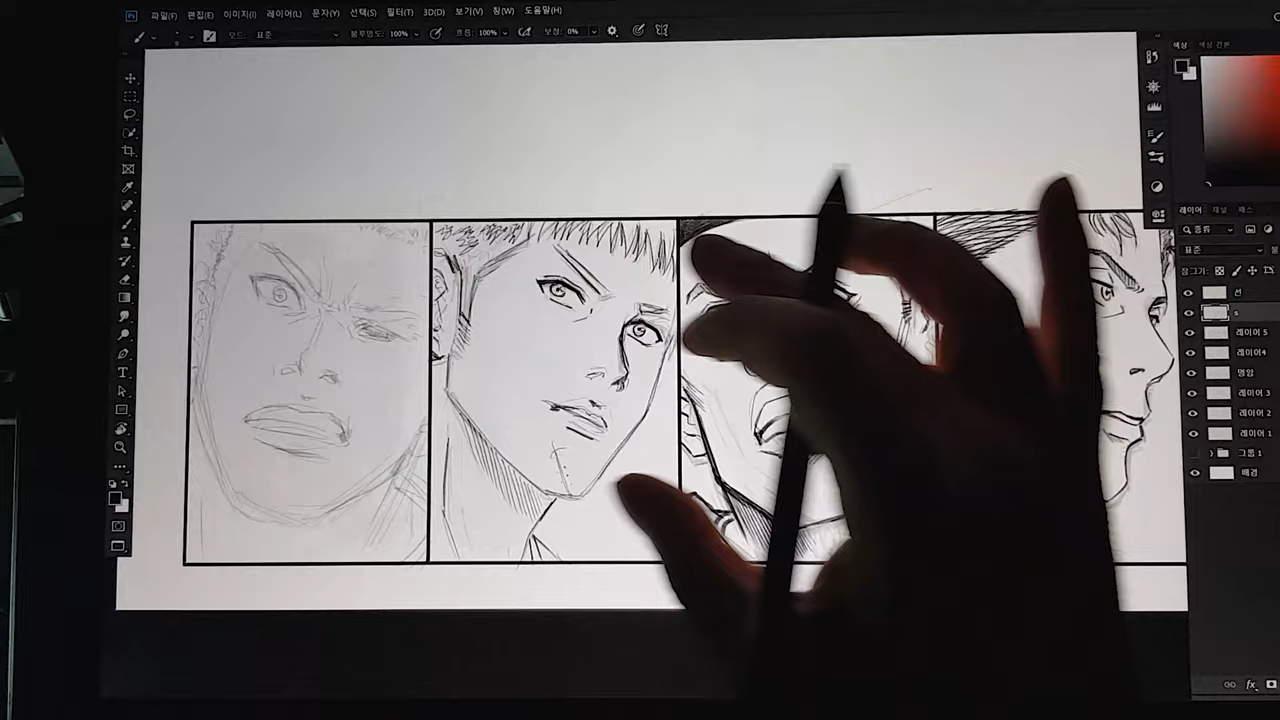 Ps 파일(F) 편집(E) 이미지(I) 레이어(L) 문자(Y) 선택(S) 필터(T) 3D(D) 보기(V) 창(W) 도움말(H)
모드: 표준 불투명도: 100% 흐름: 100% 보정: 0%
색상 색상 견본
레이어 채널 패스
종류
표준
잠그기:
선
s
레이어 5
레이어4
명암
레이어 3
레이어 2
레이어 1
그룹 1
배경
fx